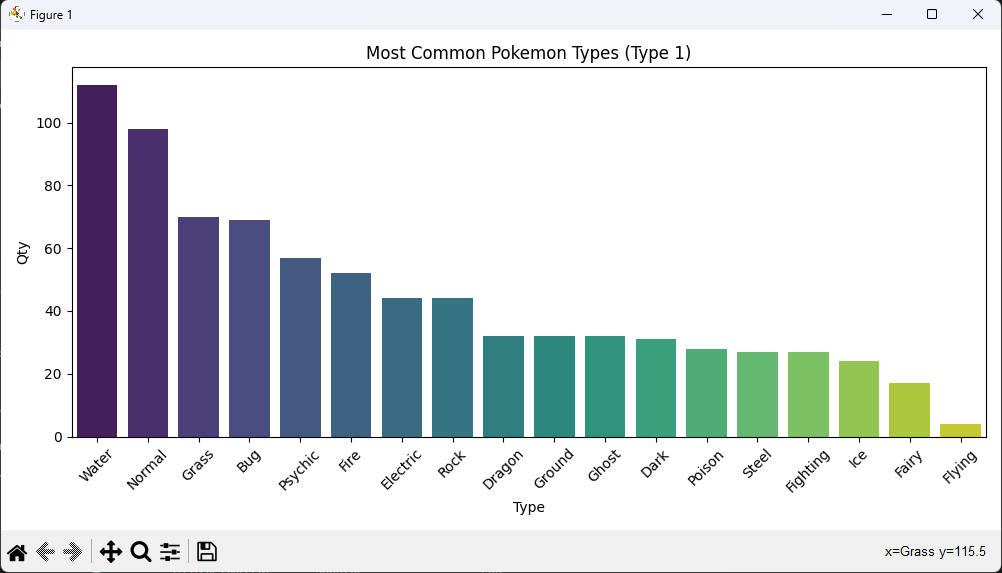 Figure 1
Most Common Pokemon Types (Type 1)
Qty
100
80
60
40
20
0
Water Normal Grass Bug Psychic Fire Electric Rock Dragon Ground Ghost Dark Poison Steel Fighting Ice Fairy Flying
Type
x=Grass y=115.5